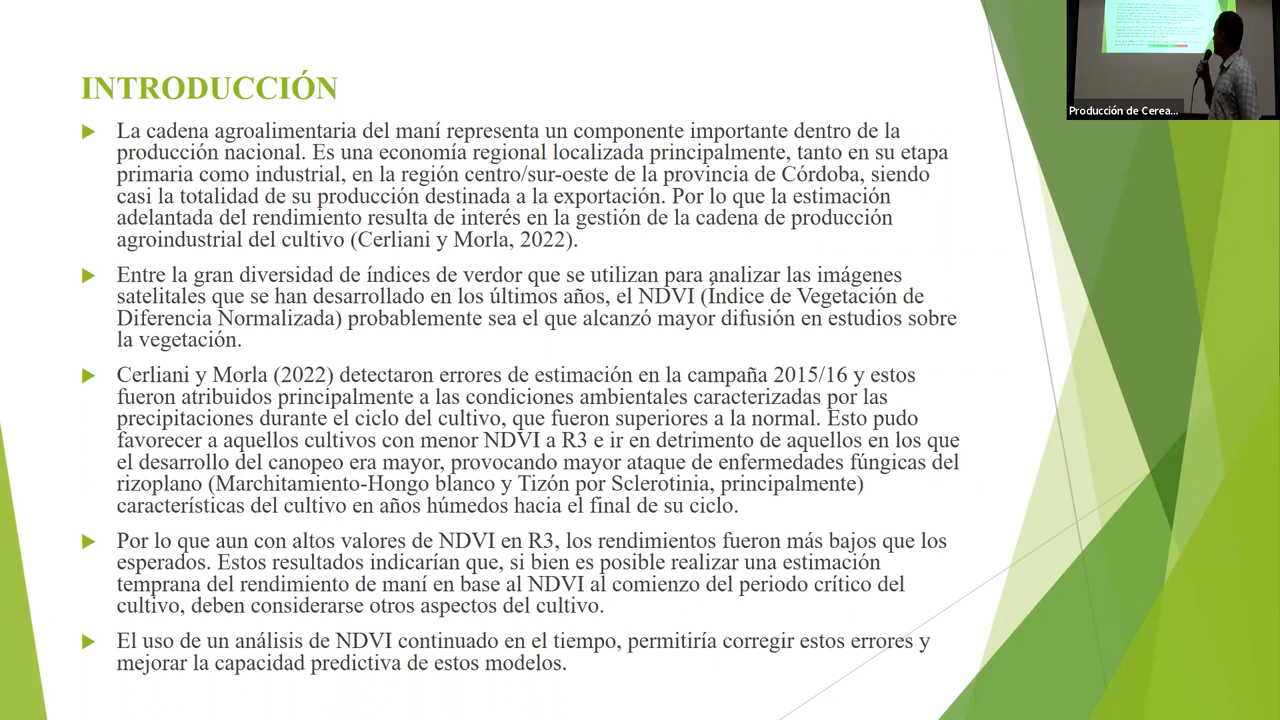 INTRODUCCIÓN
La cadena agroalimentaria del maní representa un componente importante dentro de la
producción nacional. Es una economía regional localizada principalmente, tanto en su etapa
primaria como industrial, en la región centro/sur-oeste de la provincia de Córdoba, siendo
casi la totalidad de su producción destinada a la exportación. Por lo que la estimación
adelantada del rendimiento resulta de interés en la gestión de la cadena de producción
agroindustrial del cultivo (Cerliani y Morla, 2022).
Entre la gran diversidad de índices de verdor que se utilizan para analizar las imágenes
satelitales que se han desarrollado en los últimos años, el NDVI (Índice de Vegetación de
Diferencia Normalizada) probablemente sea el que alcanzó mayor difusión en estudios sobre
la vegetación.
Cerliani y Morla (2022) detectaron errores de estimación en la campaña 2015/16 y estos
fueron atribuidos principalmente a las condiciones ambientales caracterizadas por las
precipitaciones durante el ciclo del cultivo, que fueron superiores a la normal. Esto pudo
favorecer a aquellos cultivos con menor NDVI a R3 e ir en detrimento de aquellos en los que
el desarrollo del canopeo era mayor, provocando mayor ataque de enfermedades fúngicas del
rizoplano (Marchitamiento-Hongo blanco y Tizón por Sclerotinia, principalmente)
características del cultivo en años húmedos hacia el final de su ciclo.
Por lo que aun con altos valores de NDVI en R3, los rendimientos fueron más bajos que los
esperados. Estos resultados indicarían que, si bien es posible realizar una estimación
temprana del rendimiento de maní en base al NDVI al comienzo del periodo crítico del
cultivo, deben considerarse otros aspectos del cultivo.
El uso de un análisis de NDVI continuado en el tiempo, permitiría corregir estos errores y
mejorar la capacidad predictiva de estos modelos.
Producción de Cerea...